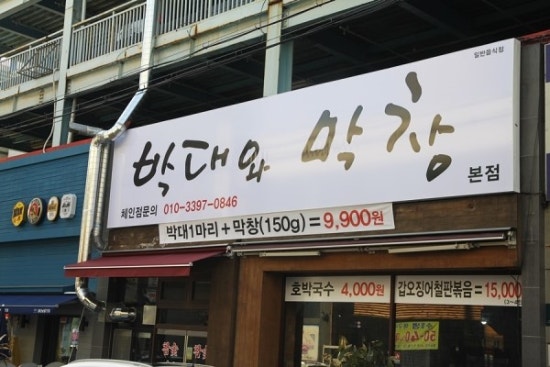 일반음식점
박대와 막창
본점
체인점문의 010-3397-0846
박대1마리 + 막창(150g) = 9,900원
호박국수 4,000원
갑오징어철판볶음 = 15,000